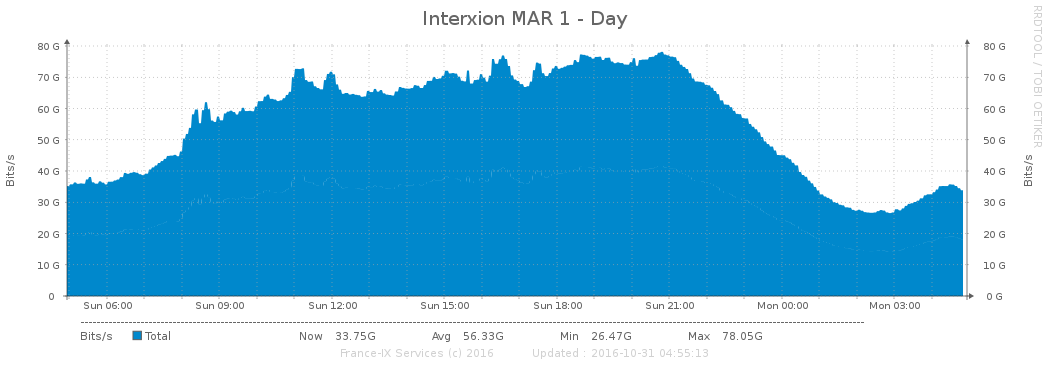 Interxion MAR 1 - Day
RRDTOOL / TOBI OETIKER
Bits/s
80 G
70 G
60 G
50 G
40 G
30 G
20 G
10 G
0
80 G
70 G
60 G
50 G
40 G
30 G
20 G
10 G
0 G
Bits/s
Sun 06:00 Sun 09:00 Sun 12:00 Sun 15:00 Sun 18:00 Sun 21:00 Mon 00:00 Mon 03:00
Bits/s Total Now 33.75G Avg 56.33G Min 26.47G Max 78.05G
France-IX Services (c) 2016 Updated : 2016-10-31 04:55:13